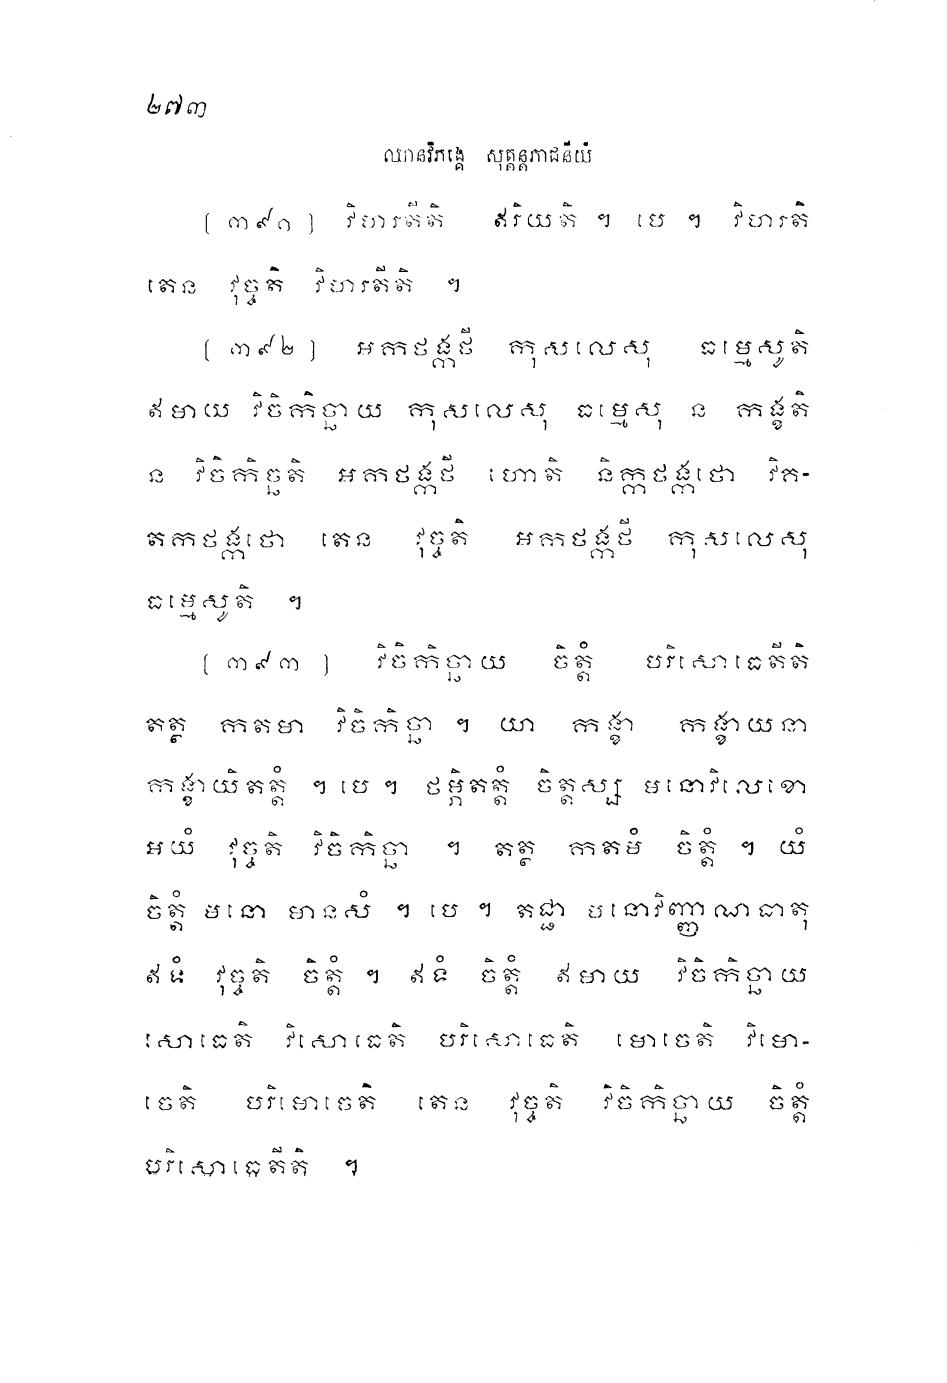 ២៧៣
ឈានវិភង្គេ សុត្តន្តភាជនីយំ
[ ៣៩១ ] វិហរតីតិ ឥរិយតិ ។ បេ ។ វិហរតិ
តេន វុច្ចតិ វិហរតីតិ ។
[ ៣៩២ ] អកថង្កថី កុសលេសុ ធម្មេសូតិ
ឥមាយ វិចិកិច្ឆាយ កុសលេសុ ធម្មេសុ ន កង្ខតិ
ន វិចិកិច្ឆតិ អកថង្កថី ហោតិ និក្កថង្កថោ វិគ-
តកថង្កថោ តេន វុច្ចតិ អកថង្កថី កុសលេសុ
ធម្មេសូតិ ។
[ ៣៩៣ ] វិចិកិច្ឆាយ ចិត្តំ បរិសោធេតីតិ
តត្ថ កតមា វិចិកិច្ឆា ។ យា កង្ខា កង្ខាយនា
កង្ខាយិតត្តំ ។ បេ ។ ថម្ភិតត្តំ ចិត្តស្ស មនោវិលេខោ
អយំ វុច្ចតិ វិចិកិច្ឆា ។ តត្ថ កតមំ ចិត្តំ ។ យំ
ចិត្តំ មនោ មានសំ ។ បេ ។ តជ្ជា មនោវិញ្ញាណធាតុ
ឥទំ វុច្ចតិ ចិត្តំ ។ ឥទំ ចិត្តំ ឥមាយ វិចិកិច្ឆាយ
សោធេតិ វិសោធេតិ បរិសោធេតិ មោចេតិ វិមោ-
ចេតិ បរិមោចេតិ តេន វុច្ចតិ វិចិកិច្ឆាយ ចិត្តំ
បរិសោធេតីតិ ។